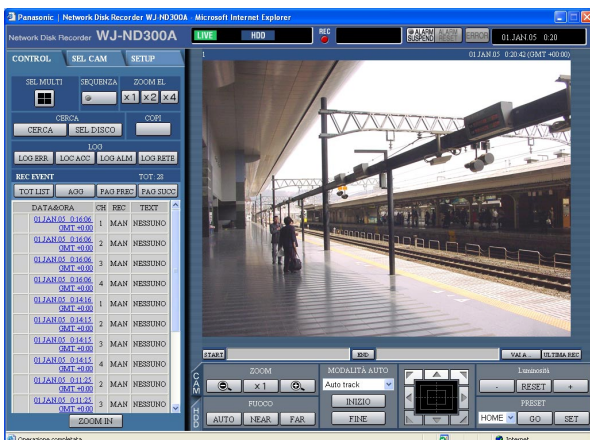 Panasonic | Network Disk Recorder WJ-ND300A - Microsoft Internet Explorer
Network Disk Recorder WJ-ND300A
LIVE HDD REC ALARM SUSPEND ALARM RESET ERROR 01.JAN.05 0:20
CONTROL SEL CAM SETUP
1 01.JAN.05 0:20:42 (GMT +00:00)
SEL MULTI SEQUENZA ZOOM EL
x1 x2 x4
CERCA COPI
CERCA SEL DISCO
LOG
LOG ERR LOG ACC LOG ALM LOG RETE
REC EVENT TOT: 28
TOT LIST AGG PAG PREC PAG SUCC
DATA&ORA CH REC TEXT
01.JAN.05 0:16:06 GMT +0:00 1 MAN NESSUNO
01.JAN.05 0:16:06 GMT +0:00 2 MAN NESSUNO
01.JAN.05 0:16:06 GMT +0:00 3 MAN NESSUNO
01.JAN.05 0:16:06 GMT +0:00 4 MAN NESSUNO
01.JAN.05 0:14:16 GMT +0:00 1 MAN NESSUNO
01.JAN.05 0:14:15 GMT +0:00 2 MAN NESSUNO
01.JAN.05 0:14:15 GMT +0:00 3 MAN NESSUNO
01.JAN.05 0:14:15 GMT +0:00 4 MAN NESSUNO
01.JAN.05 0:11:25 GMT +0:00 2 MAN NESSUNO
01.JAN.05 0:11:25 GMT +0:00 3 MAN NESSUNO
ZOOM IN
START END VAI A ... ULTIMA REC
CAM
HDD
ZOOM MODALITÀ AUTO Luminosità
x1 Auto track - RESET +
FUOCO INIZIO PRESET
AUTO NEAR FAR FINE HOME GO SET
Operazione completata Internet